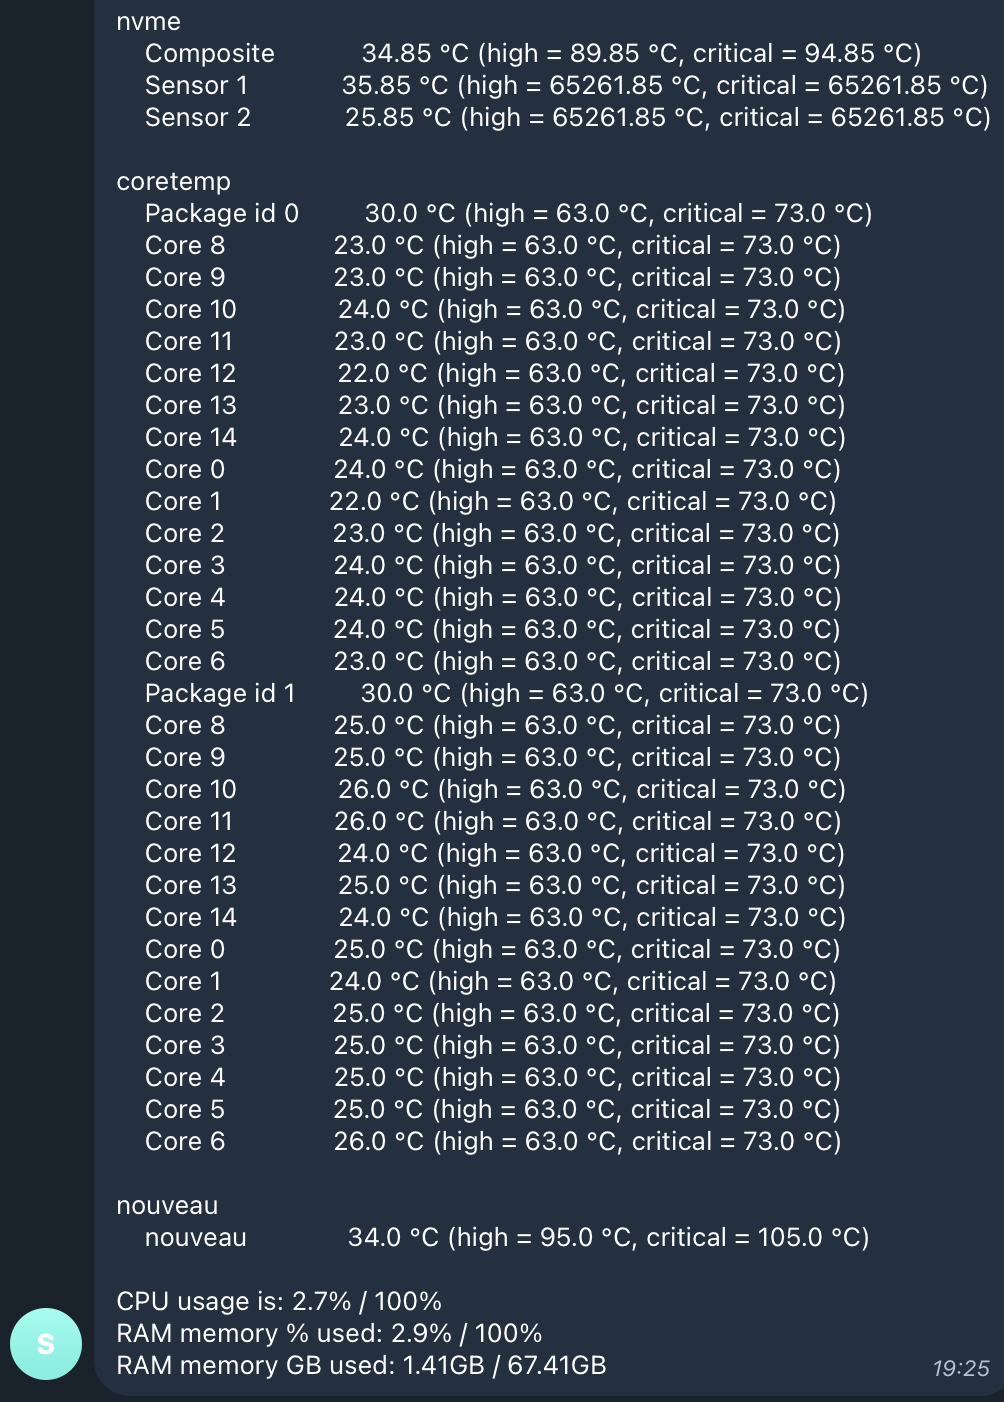 nvme
Composite 34.85 °C (high = 89.85 °C, critical = 94.85 °C)
Sensor 1 35.85 °C (high = 65261.85 °C, critical = 65261.85 °C)
Sensor 2 25.85 °C (high = 65261.85 °C, critical = 65261.85 °C)
coretemp
Package id 0 30.0 °C (high = 63.0 °C, critical = 73.0 °C)
Core 8 23.0 °C (high = 63.0 °C, critical = 73.0 °C)
Core 9 23.0 °C (high = 63.0 °C, critical = 73.0 °C)
Core 10 24.0 °C (high = 63.0 °C, critical = 73.0 °C)
Core 11 23.0 °C (high = 63.0 °C, critical = 73.0 °C)
Core 12 22.0 °C (high = 63.0 °C, critical = 73.0 °C)
Core 13 23.0 °C (high = 63.0 °C, critical = 73.0 °C)
Core 14 24.0 °C (high = 63.0 °C, critical = 73.0 °C)
Core 0 24.0 °C (high = 63.0 °C, critical = 73.0 °C)
Core 1 22.0 °C (high = 63.0 °C, critical = 73.0 °C)
Core 2 23.0 °C (high = 63.0 °C, critical = 73.0 °C)
Core 3 24.0 °C (high = 63.0 °C, critical = 73.0 °C)
Core 4 24.0 °C (high = 63.0 °C, critical = 73.0 °C)
Core 5 24.0 °C (high = 63.0 °C, critical = 73.0 °C)
Core 6 23.0 °C (high = 63.0 °C, critical = 73.0 °C)
Package id 1 30.0 °C (high = 63.0 °C, critical = 73.0 °C)
Core 8 25.0 °C (high = 63.0 °C, critical = 73.0 °C)
Core 9 25.0 °C (high = 63.0 °C, critical = 73.0 °C)
Core 10 26.0 °C (high = 63.0 °C, critical = 73.0 °C)
Core 11 26.0 °C (high = 63.0 °C, critical = 73.0 °C)
Core 12 24.0 °C (high = 63.0 °C, critical = 73.0 °C)
Core 13 25.0 °C (high = 63.0 °C, critical = 73.0 °C)
Core 14 24.0 °C (high = 63.0 °C, critical = 73.0 °C)
Core 0 25.0 °C (high = 63.0 °C, critical = 73.0 °C)
Core 1 24.0 °C (high = 63.0 °C, critical = 73.0 °C)
Core 2 25.0 °C (high = 63.0 °C, critical = 73.0 °C)
Core 3 25.0 °C (high = 63.0 °C, critical = 73.0 °C)
Core 4 25.0 °C (high = 63.0 °C, critical = 73.0 °C)
Core 5 25.0 °C (high = 63.0 °C, critical = 73.0 °C)
Core 6 26.0 °C (high = 63.0 °C, critical = 73.0 °C)
nouveau
nouveau 34.0 °C (high = 95.0 °C, critical = 105.0 °C)
CPU usage is: 2.7% / 100%
RAM memory % used: 2.9% / 100%
RAM memory GB used: 1.41GB / 67.41GB
S
19:25